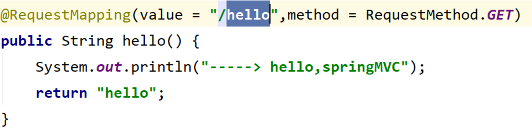 @RequestMapping(value = "/hello",method = RequestMethod.GET)
public String hello() {
System.out.println("-----> hello,springMVC");
return "hello";
}